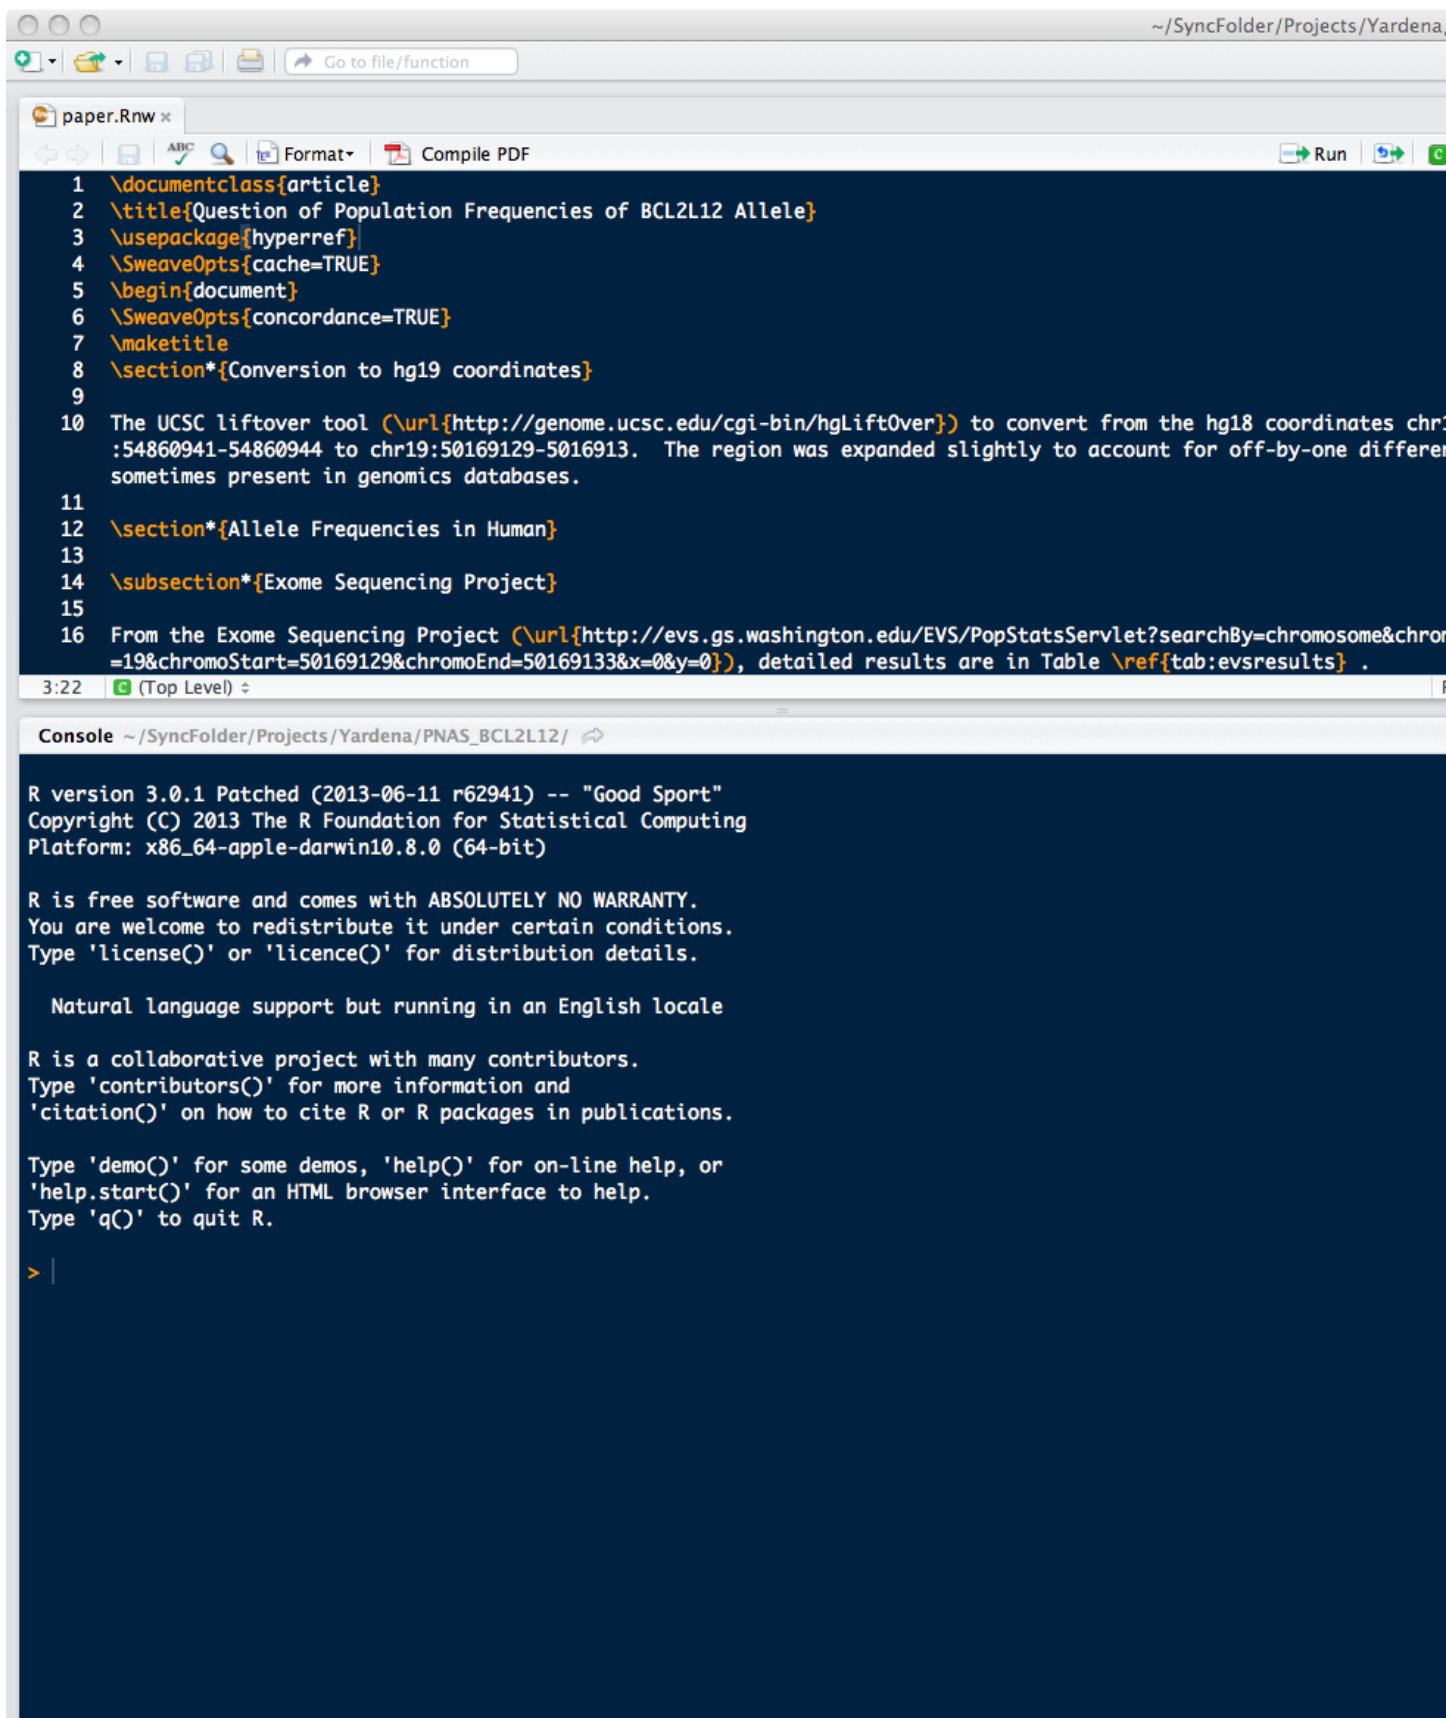 ~/SyncFolder/Projects/Yardena/
Go to file/function
paper.Rnw
ABC Format Compile PDF Run
1 \documentclass{article}
2 \title{Question of Population Frequencies of BCL2L12 Allele}
3 \usepackage{hyperref}
4 \SweaveOpts{cache=TRUE}
5 \begin{document}
6 \SweaveOpts{concordance=TRUE}
7 \maketitle
8 \section*{Conversion to hg19 coordinates}
9
10 The UCSC liftover tool (\url{http://genome.ucsc.edu/cgi-bin/hgLiftOver}) to convert from the hg18 coordinates chr1
:54860941-54860944 to chr19:50169129-5016913.  The region was expanded slightly to account for off-by-one differen
sometimes present in genomics databases.
11
12 \section*{Allele Frequencies in Human}
13
14 \subsection*{Exome Sequencing Project}
15
16 From the Exome Sequencing Project (\url{http://evs.gs.washington.edu/EVS/PopStatsServlet?searchBy=chromosome&chrom
=19&chromoStart=50169129&chromoEnd=50169133&x=0&y=0}), detailed results are in Table \ref{tab:evsresults} .
3:22 C (Top Level)
Console ~/SyncFolder/Projects/Yardena/PNAS_BCL2L12/
R version 3.0.1 Patched (2013-06-11 r62941) -- "Good Sport"
Copyright (C) 2013 The R Foundation for Statistical Computing
Platform: x86_64-apple-darwin10.8.0 (64-bit)
R is free software and comes with ABSOLUTELY NO WARRANTY.
You are welcome to redistribute it under certain conditions.
Type 'license()' or 'licence()' for distribution details.
Natural language support but running in an English locale
R is a collaborative project with many contributors.
Type 'contributors()' for more information and
'citation()' on how to cite R or R packages in publications.
Type 'demo()' for some demos, 'help()' for on-line help, or
'help.start()' for an HTML browser interface to help.
Type 'q()' to quit R.
>